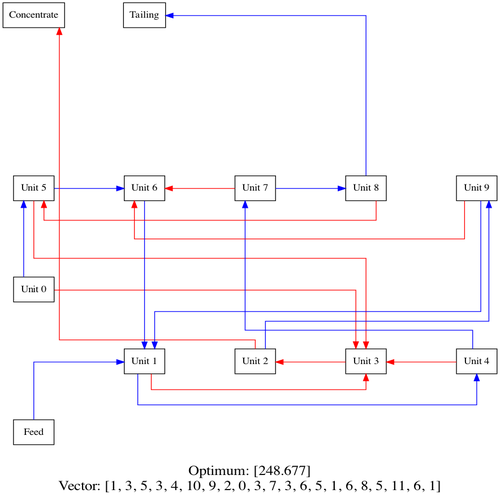 Concentrate
Tailing
Unit 5
Unit 6
Unit 7
Unit 8
Unit 9
Unit 0
Unit 1
Unit 2
Unit 3
Unit 4
Feed
Optimum: [248.677]
Vector: [1, 3, 5, 3, 4, 10, 9, 2, 0, 3, 7, 3, 6, 5, 1, 6, 8, 5, 11, 6, 1]